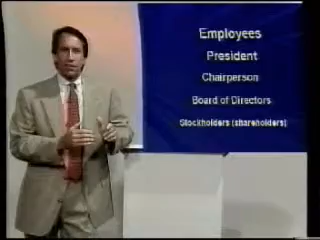 Employees
President
Chairperson
Board of Directors
Stockholders (shareholders)